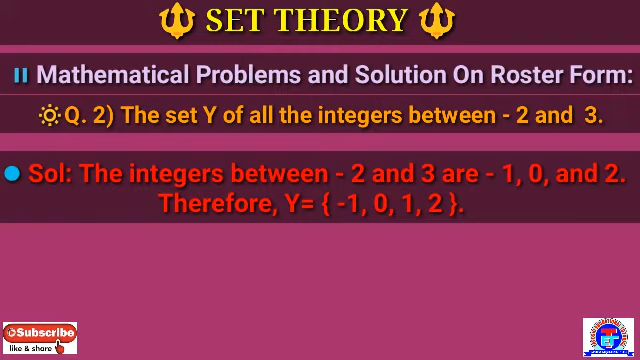 SET THEORY
Mathematical Problems and Solution On Roster Form:
Q. 2) The set Y of all the integers between - 2 and 3.
Sol: The integers between - 2 and 3 are - 1, 0, and 2.
Therefore, Y= { -1, 0, 1, 2 }.
Subscribe
like & share